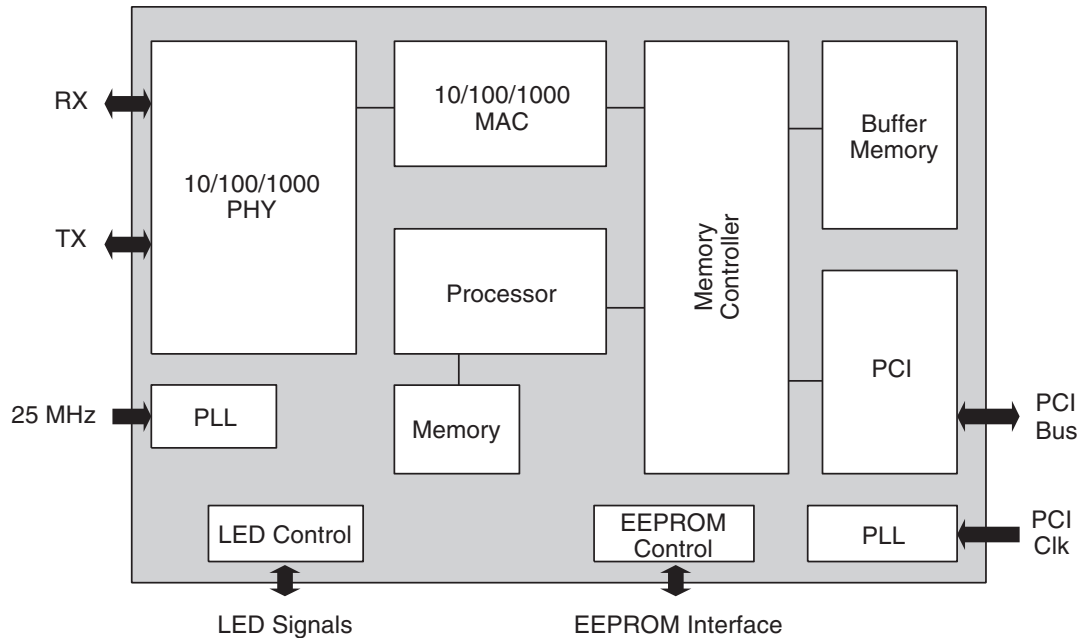 RX
TX
25 MHz
10/100/1000
PHY
10/100/1000
MAC
Processor
Memory
PLL
Memory
Controller
Buffer
Memory
PCI
PCI
Bus
LED Control
EEPROM
Control
PLL
PCI
Clk
LED Signals
EEPROM Interface